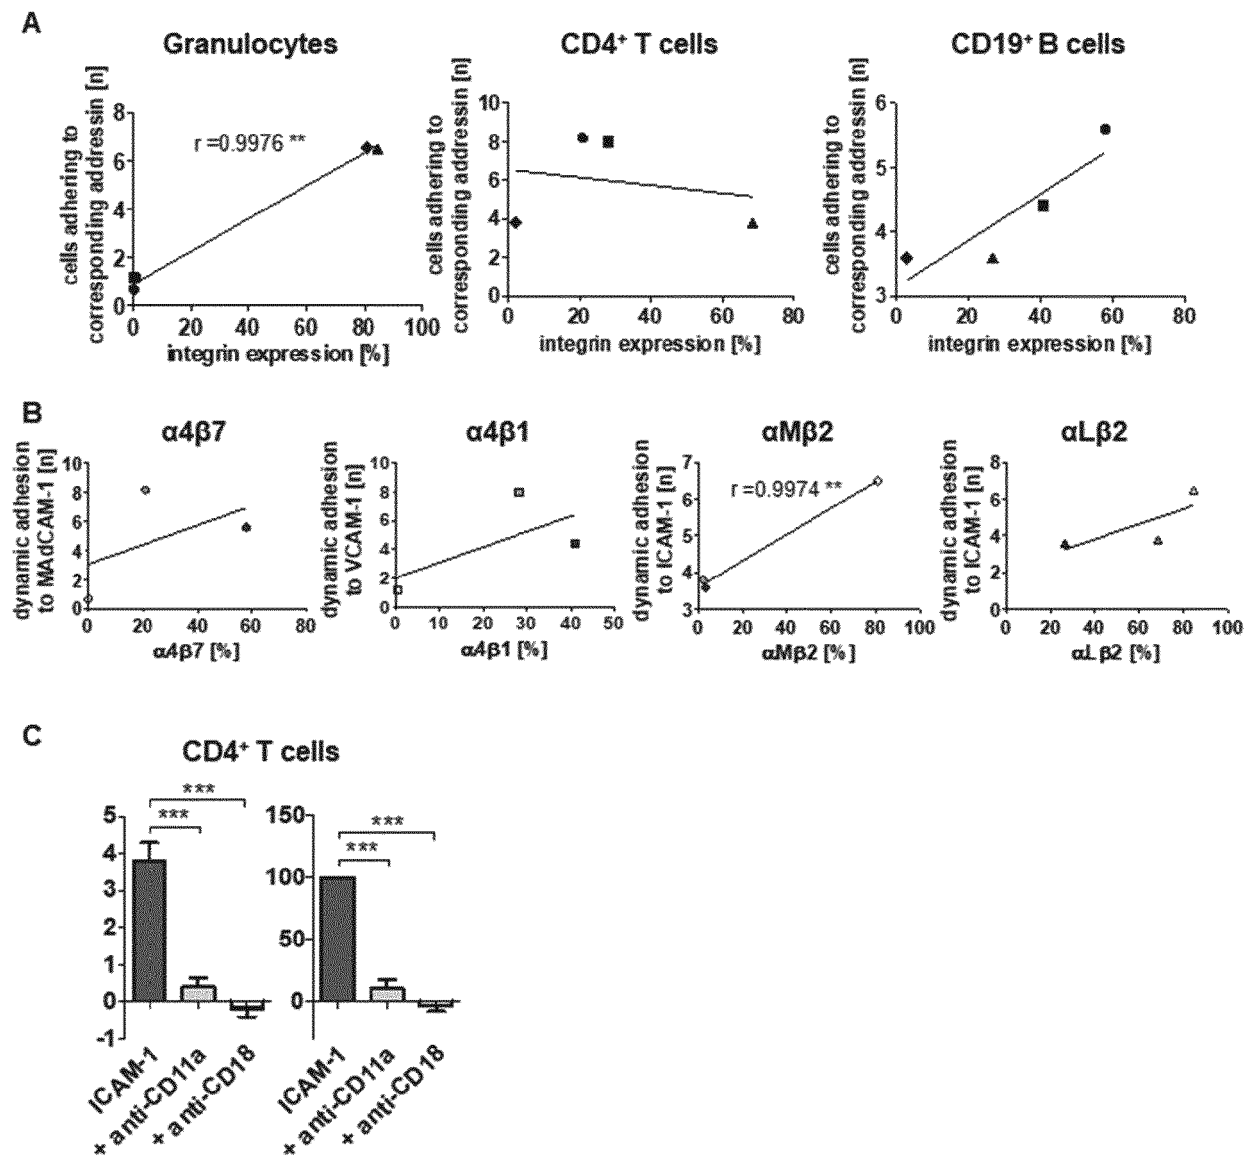 A
Granulocytes
CD4+ T cells
CD19+ B cells
cells adhering to
corresponding addressin [n]
8
6
4
2
0
r =0.9976 **
0 20 40 60 80 100
integrin expression [%]
cells adhering to
corresponding addressin [n]
10
8
6
4
2
0
0 20 40 60 80
integrin expression [%]
cells adhering to
corresponding addressin [n]
6
5
4
3
0 20 40 60 80
integrin expression [%]
B
α4β7
α4β1
αMβ2
αLβ2
dynamic adhesion
to MAdCAM-1 [n]
10
8
6
4
2
0
0 20 40 60 80
α4β7 [%]
dynamic adhesion
to VCAM-1 [n]
10
8
6
4
2
0
0 10 20 30 40 50
α4β1 [%]
dynamic adhesion
to ICAM-1 [n]
7
6
5
4
3
r =0.9974 **
0 20 40 60 80 100
αMβ2 [%]
dynamic adhesion
to ICAM-1 [n]
8
6
4
2
0
0 20 40 60 80 100
αLβ2 [%]
C
CD4+ T cells
***
***
5
4
3
2
1
0
-1
ICAM-1
+ anti-CD11a
+ anti-CD18
***
***
150
100
50
0
ICAM-1
+ anti-CD11a
+ anti-CD18